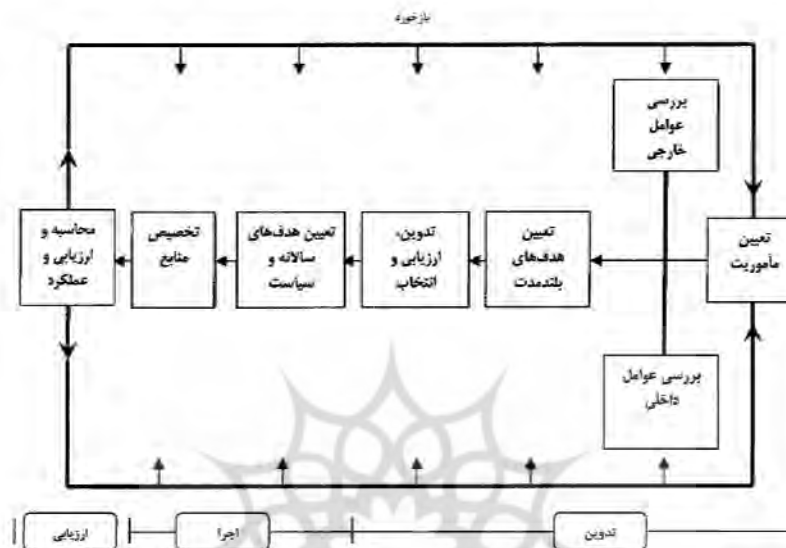 بازخوره
بررسی
عوامل
خارجی
تعیین
مأموریت
تعیین
هدف‌های
بلندمدت
تدوین،
ارزیابی و
انتخاب
تعیین هدف‌های
سالانه و
سیاست
تخصیص
منابع
محاسبه و
ارزیابی و
عملکرد
بررسی عوامل
داخلی
تدوین
اجرا
ارزیابی